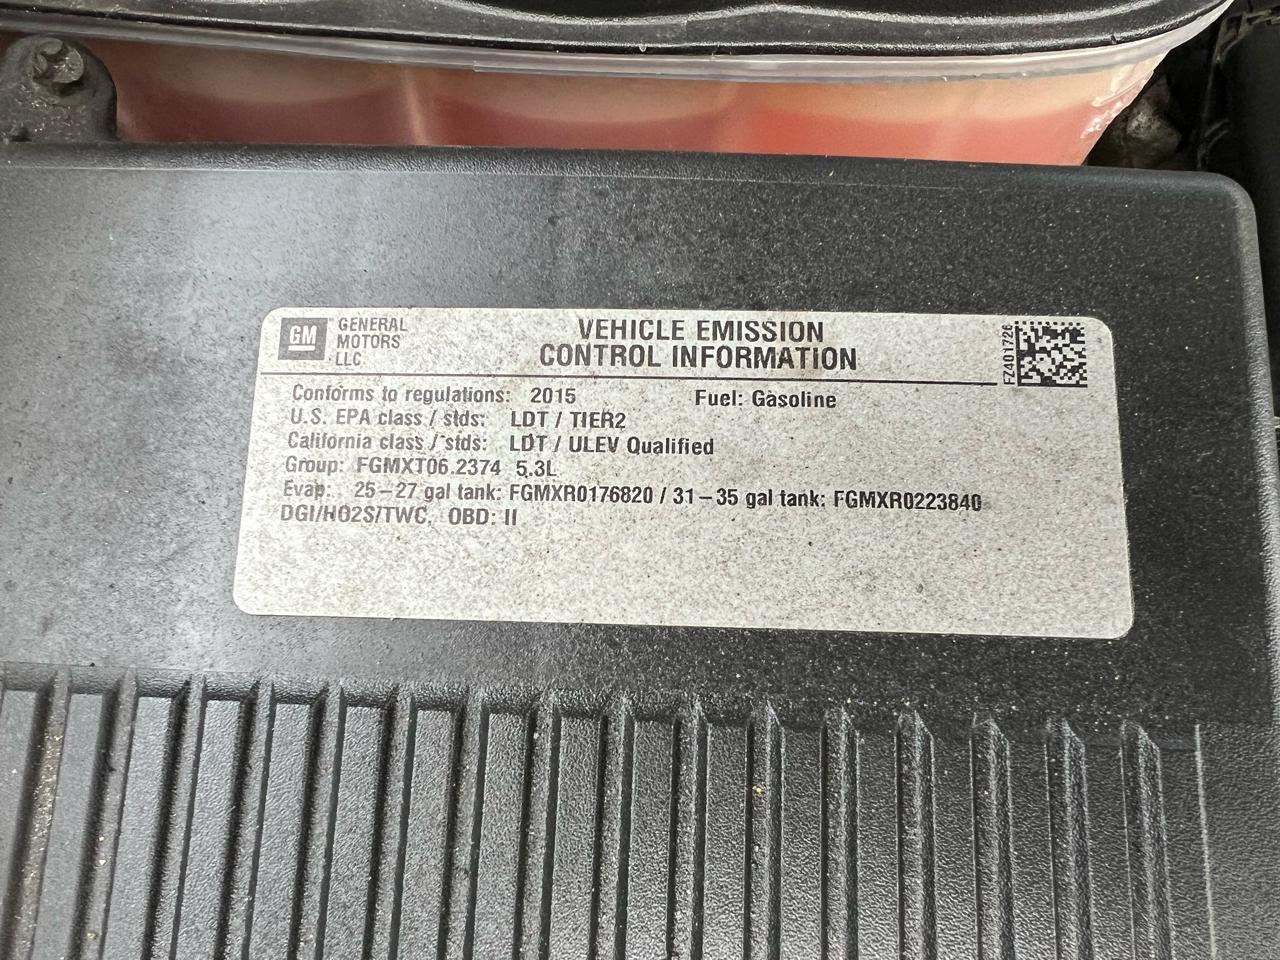 GM
GENERAL
MOTORS
LLC
VEHICLE EMISSION
CONTROL INFORMATION
FZ401726
Conforms to regulations: 2015 Fuel: Gasoline
U.S. EPA class / stds: LDT / TIER2
California class / stds: LDT / ULEV Qualified
Group: FGMXT06.2374 5.3L
Evap: 25-27 gal tank: FGMXR0176820 / 31-35 gal tank: FGMXR0223840
DGI/HO2S/TWC, OBD: II